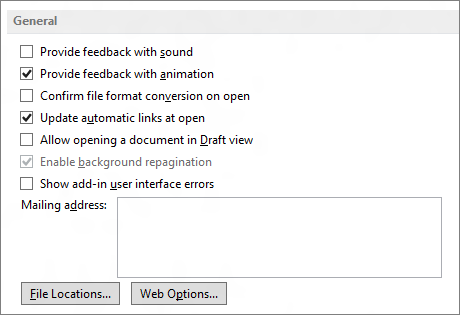 General
Provide feedback with sound
Provide feedback with animation
Confirm file format conversion on open
Update automatic links at open
Allow opening a document in Draft view
Enable background repagination
Show add-in user interface errors
Mailing address:
File Locations... Web Options...